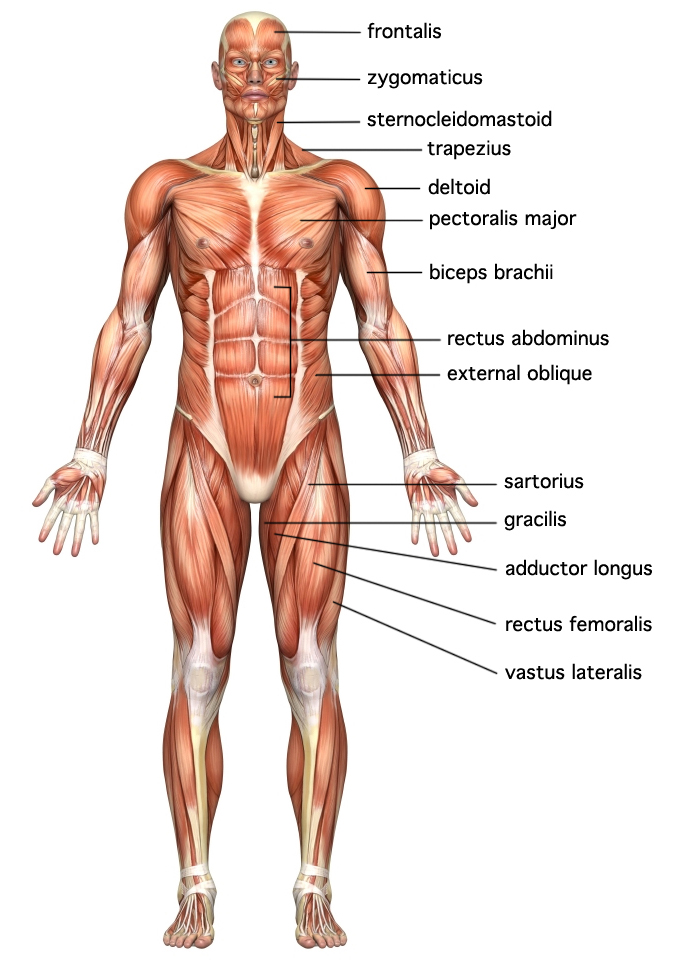 frontalis
zygomaticus
sternocleidomastoid
trapezius
deltoid
pectoralis major
biceps brachii
rectus abdominus
external oblique
sartorius
gracilis
adductor longus
rectus femoralis
vastus lateralis